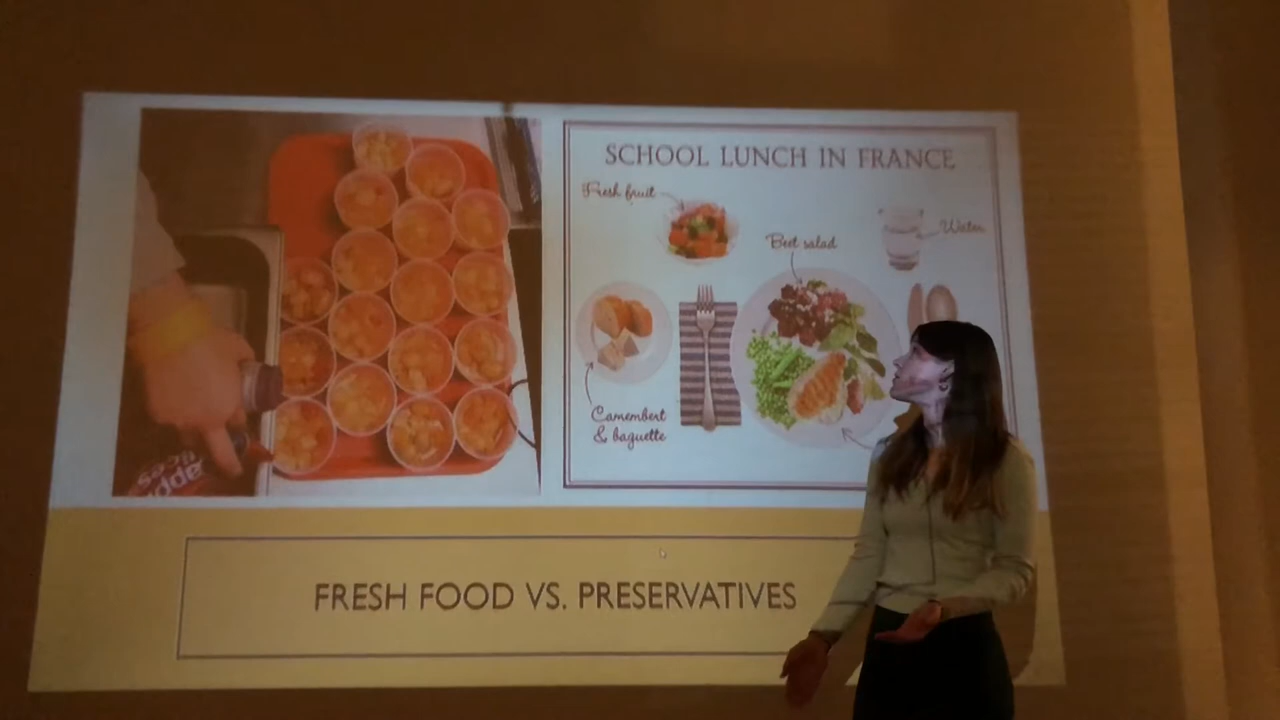 SCHOOL LUNCH IN FRANCE
Fresh fruit
Beet salad
Water
Camembert
& baguette
FRESH FOOD VS. PRESERVATIVES